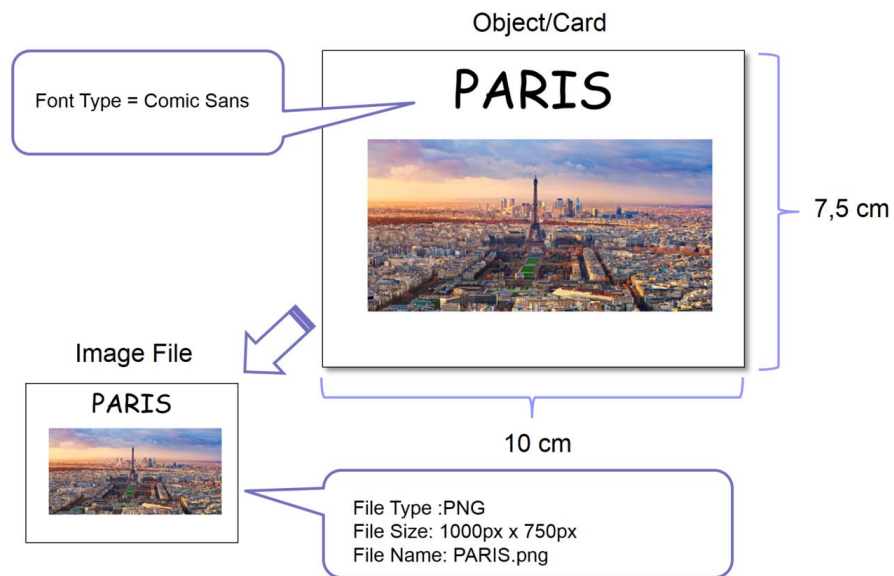 Object/Card
Font Type = Comic Sans
PARIS
7,5 cm
Image File
PARIS
10 cm
File Type :PNG
File Size: 1000px x 750px
File Name: PARIS.png